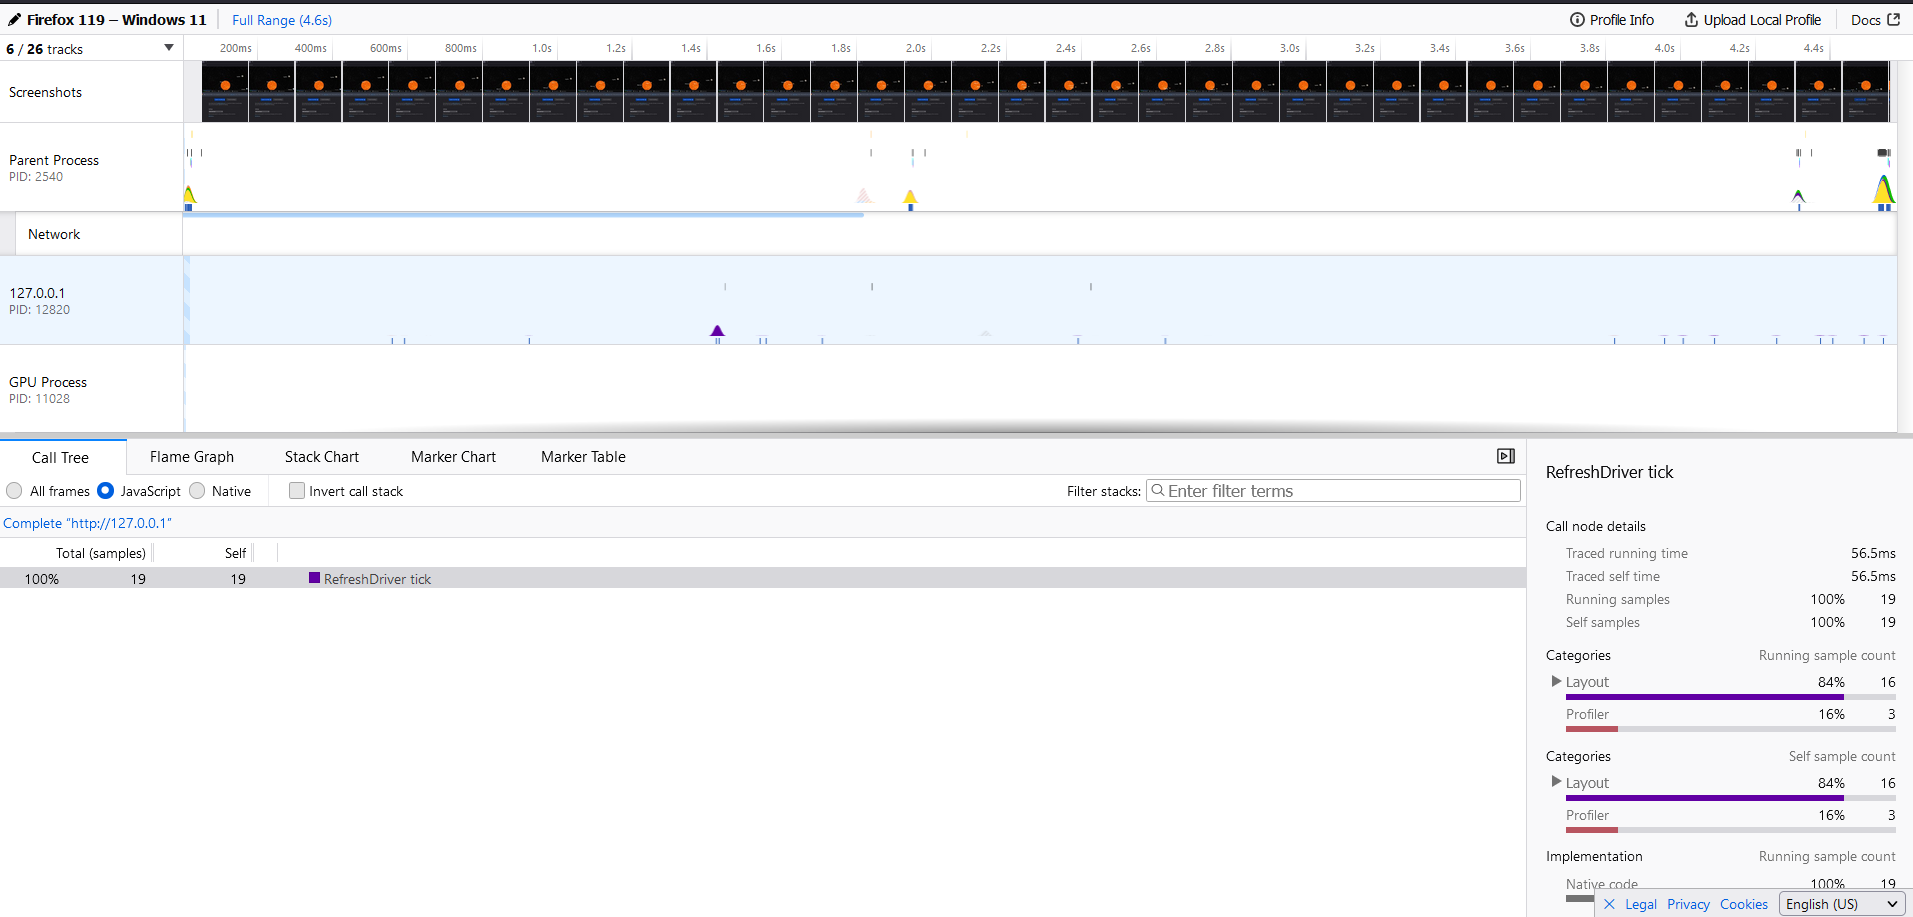 Firefox 119 – Windows 11
Full Range (4.6s)
Profile Info
Upload Local Profile
Docs
6 / 26 tracks
200ms 400ms 600ms 800ms 1.0s 1.2s 1.4s 1.6s 1.8s 2.0s 2.2s 2.4s 2.6s 2.8s 3.0s 3.2s 3.4s 3.6s 3.8s 4.0s 4.2s 4.4s
Screenshots
Parent Process
PID: 2540
Network
127.0.0.1
PID: 12820
GPU Process
PID: 11028
Call Tree Flame Graph Stack Chart Marker Chart Marker Table
All frames JavaScript Native Invert call stack Filter stacks: Enter filter terms
Complete “http://127.0.0.1”
Total (samples) Self
100% 19 19 RefreshDriver tick
RefreshDriver tick
Call node details
Traced running time 56.5ms
Traced self time 56.5ms
Running samples 100% 19
Self samples 100% 19
Categories Running sample count
Layout 84% 16
Profiler 16% 3
Categories Self sample count
Layout 84% 16
Profiler 16% 3
Implementation Running sample count
Native code 100% 19
Legal Privacy Cookies English (US)